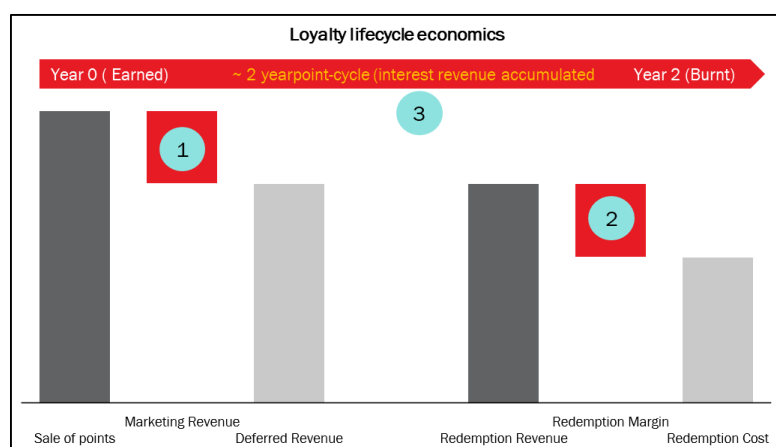 Loyalty lifecycle economics
Year 0 ( Earned)
~ 2 yearpoint-cycle (interest revenue accumulated
Year 2 (Burnt)
3
1
2
Marketing Revenue
Redemption Margin
Sale of points
Deferred Revenue
Redemption Revenue
Redemption Cost